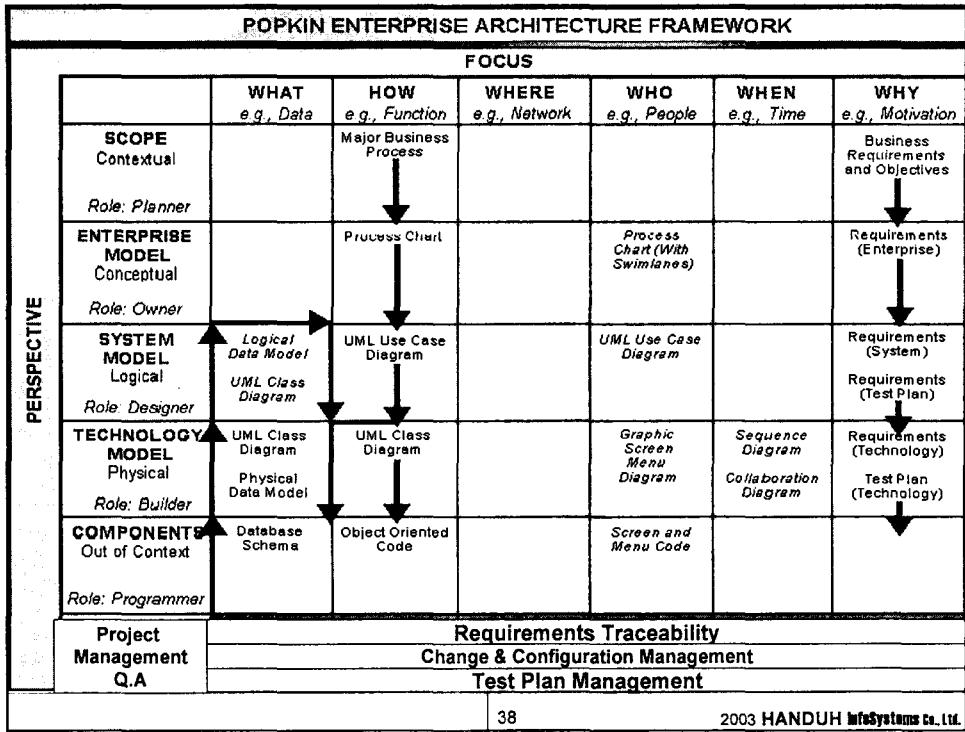 POPKIN ENTERPRISE ARCHITECTURE FRAMEWORK
FOCUS
PERSPECTIVE
WHAT
e.g., Data
HOW
e.g., Function
WHERE
e.g., Network
WHO
e.g., People
WHEN
e.g., Time
WHY
e.g., Motivation
SCOPE
Contextual
Role: Planner
Major Business
Process
Business
Requirements
and Objectives
ENTERPRISE
MODEL
Conceptual
Role: Owner
Process Chart
Process
Chart (With
Swimlanes)
Requirements
(Enterprise)
SYSTEM
MODEL
Logical
Role: Designer
Logical
Data Model
UML Class
Diagram
UML Use Case
Diagram
UML Use Case
Diagram
Requirements
(System)
Requirements
(Test Plan)
TECHNOLOGY
MODEL
Physical
Role: Builder
UML Class
Diagram
Physical
Data Model
UML Class
Diagram
Graphic
Screen
Menu
Diagram
Sequence
Diagram
Collaboration
Diagram
Requirements
(Technology)
Test Plan
(Technology)
COMPONENTS
Out of Context
Role: Programmer
Database
Schema
Object Oriented
Code
Screen and
Menu Code
Project
Management
Q.A
Requirements Traceability
Change & Configuration Management
Test Plan Management
38
2003 HANDUH InfoSystems Co., Ltd.